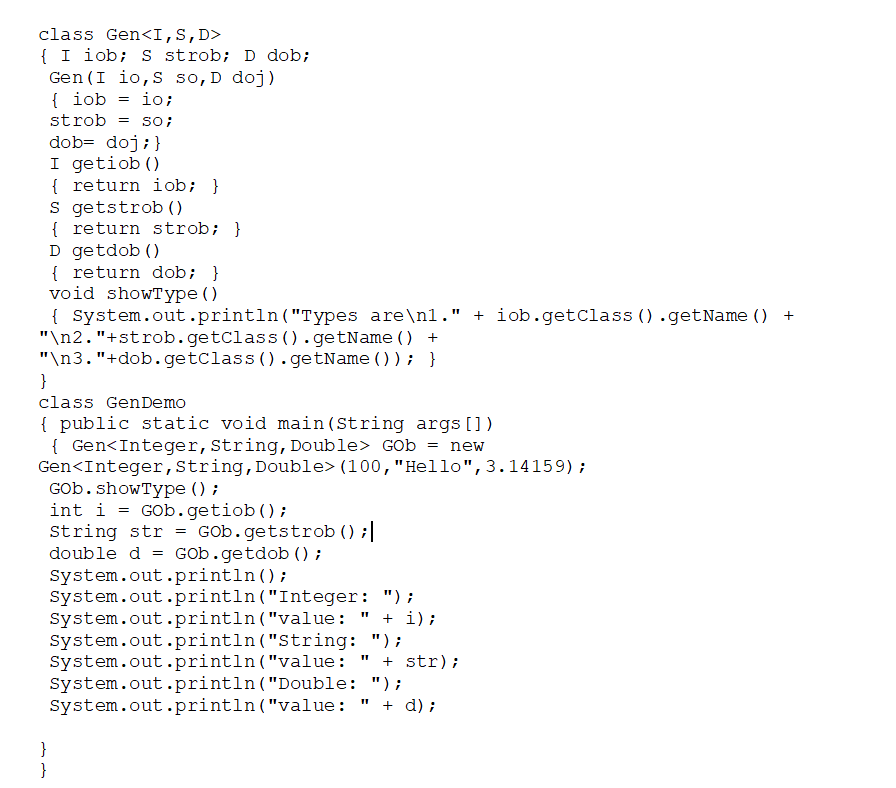 class Gen<I,S,D>
{ I iob; S strob; D dob;
Gen(I io,S so,D doj)
{ iob = io;
strob = so;
dob= doj;}
I getiob()
{ return iob; }
S getstrob()
{ return strob; }
D getdob()
{ return dob; }
void showType()
{ System.out.println("Types are\n1." + iob.getClass().getName() +
"\n2."+strob.getClass().getName() +
"\n3."+dob.getClass().getName()); }
}
class GenDemo
{ public static void main(String args[])
{ Gen<Integer,String,Double> GOb = new
Gen<Integer,String,Double>(100,"Hello",3.14159);
GOb.showType();
int i = GOb.getiob();
String str = GOb.getstrob();
double d = GOb.getdob();
System.out.println();
System.out.println("Integer: ");
System.out.println("value: " + i);
System.out.println("String: ");
System.out.println("value: " + str);
System.out.println("Double: ");
System.out.println("value: " + d);
}
}